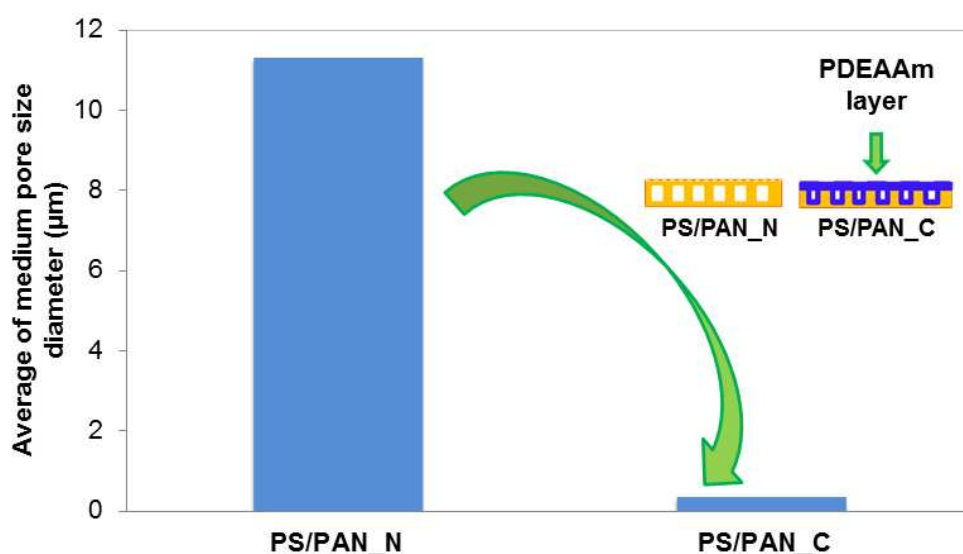 Average of medium pore size
diameter (µm)
12
10
8
6
4
2
0
PS/PAN_N
PS/PAN_C
PDEAAm
layer
PS/PAN_N
PS/PAN_C